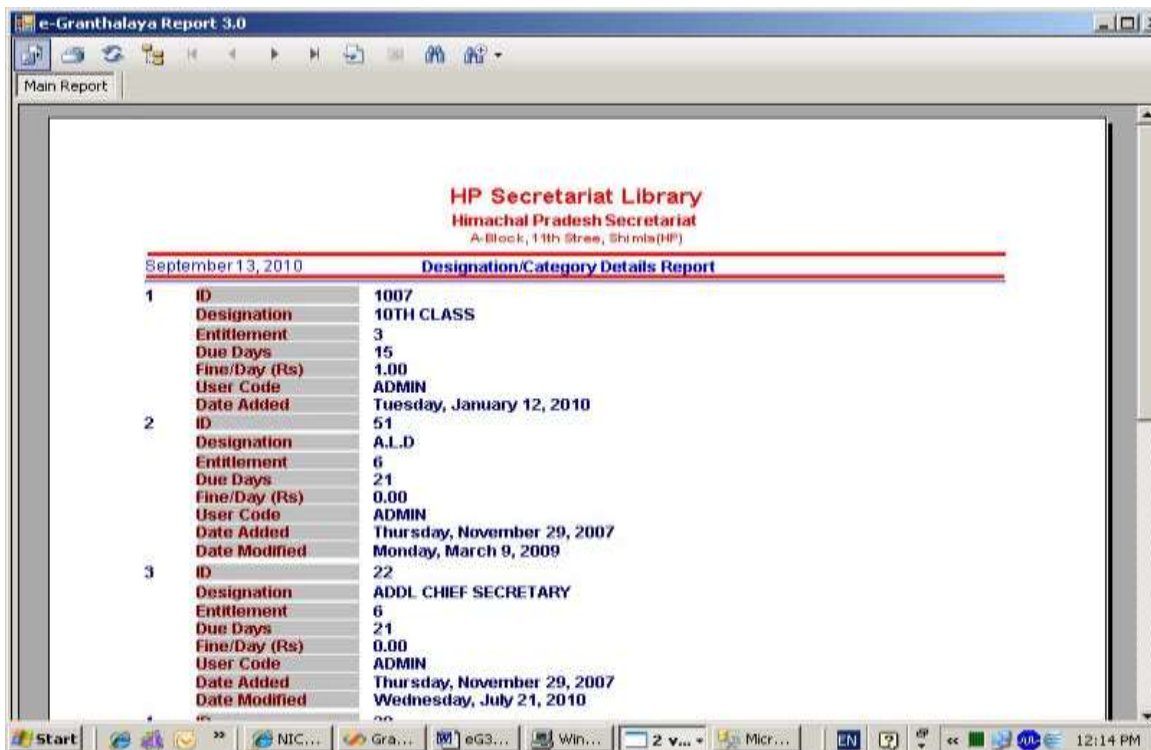 e-Granthalaya Report 3.0
Main Report
HP Secretariat Library
Himachal Pradesh Secretariat
A-Block, 11th Stree, Shimla(HP)
September 13, 2010 Designation/Category Details Report
1 ID 1007
Designation 10TH CLASS
Entitlement 3
Due Days 15
Fine/Day (Rs) 1.00
User Code ADMIN
Date Added Tuesday, January 12, 2010
2 ID 51
Designation A.L.D
Entitlement 6
Due Days 21
Fine/Day (Rs) 0.00
User Code ADMIN
Date Added Thursday, November 29, 2007
Date Modified Monday, March 9, 2009
3 ID 22
Designation ADDL CHIEF SECRETARY
Entitlement 6
Due Days 21
Fine/Day (Rs) 0.00
User Code ADMIN
Date Added Thursday, November 29, 2007
Date Modified Wednesday, July 21, 2010
Start » NIC... Gra... eG3... Win... 2 v... Micr... EN « 12:14 PM